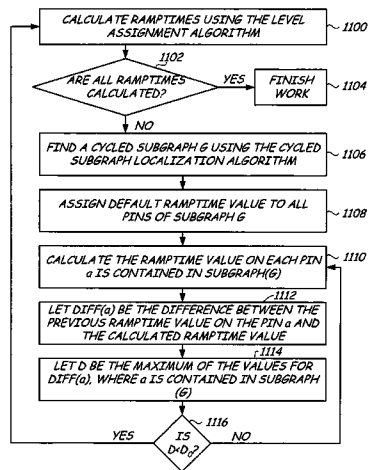 CALCULATE RAMPTIMES USING THE LEVEL
ASSIGNMENT ALGORITHM
1100
1102
ARE ALL RAMPTIMES
CALCULATED?
YES
FINISH
WORK
1104
NO
FIND A CYCLED SUBGRAPH G USING THE CYCLED
SUBGRAPH LOCALIZATION ALGORITHM
1106
ASSIGN DEFAULT RAMPTIME VALUE TO ALL
PINS OF SUBGRAPH G
1108
CALCULATE THE RAMPTIME VALUE ON EACH PIN
a IS CONTAINED IN SUBGRAPH(G)
1110
1112
LET DIFF(a) BE THE DIFFERENCE BETWEEN THE
PREVIOUS RAMPTIME VALUE ON THE PIN a AND
THE CALCULATED RAMPTIME VALUE
1114
LET D BE THE MAXIMUM OF THE VALUES FOR
DIFF(a), WHERE a IS CONTAINED IN SUBGRAPH
(G)
1116
YES
IS
D<D0?
NO